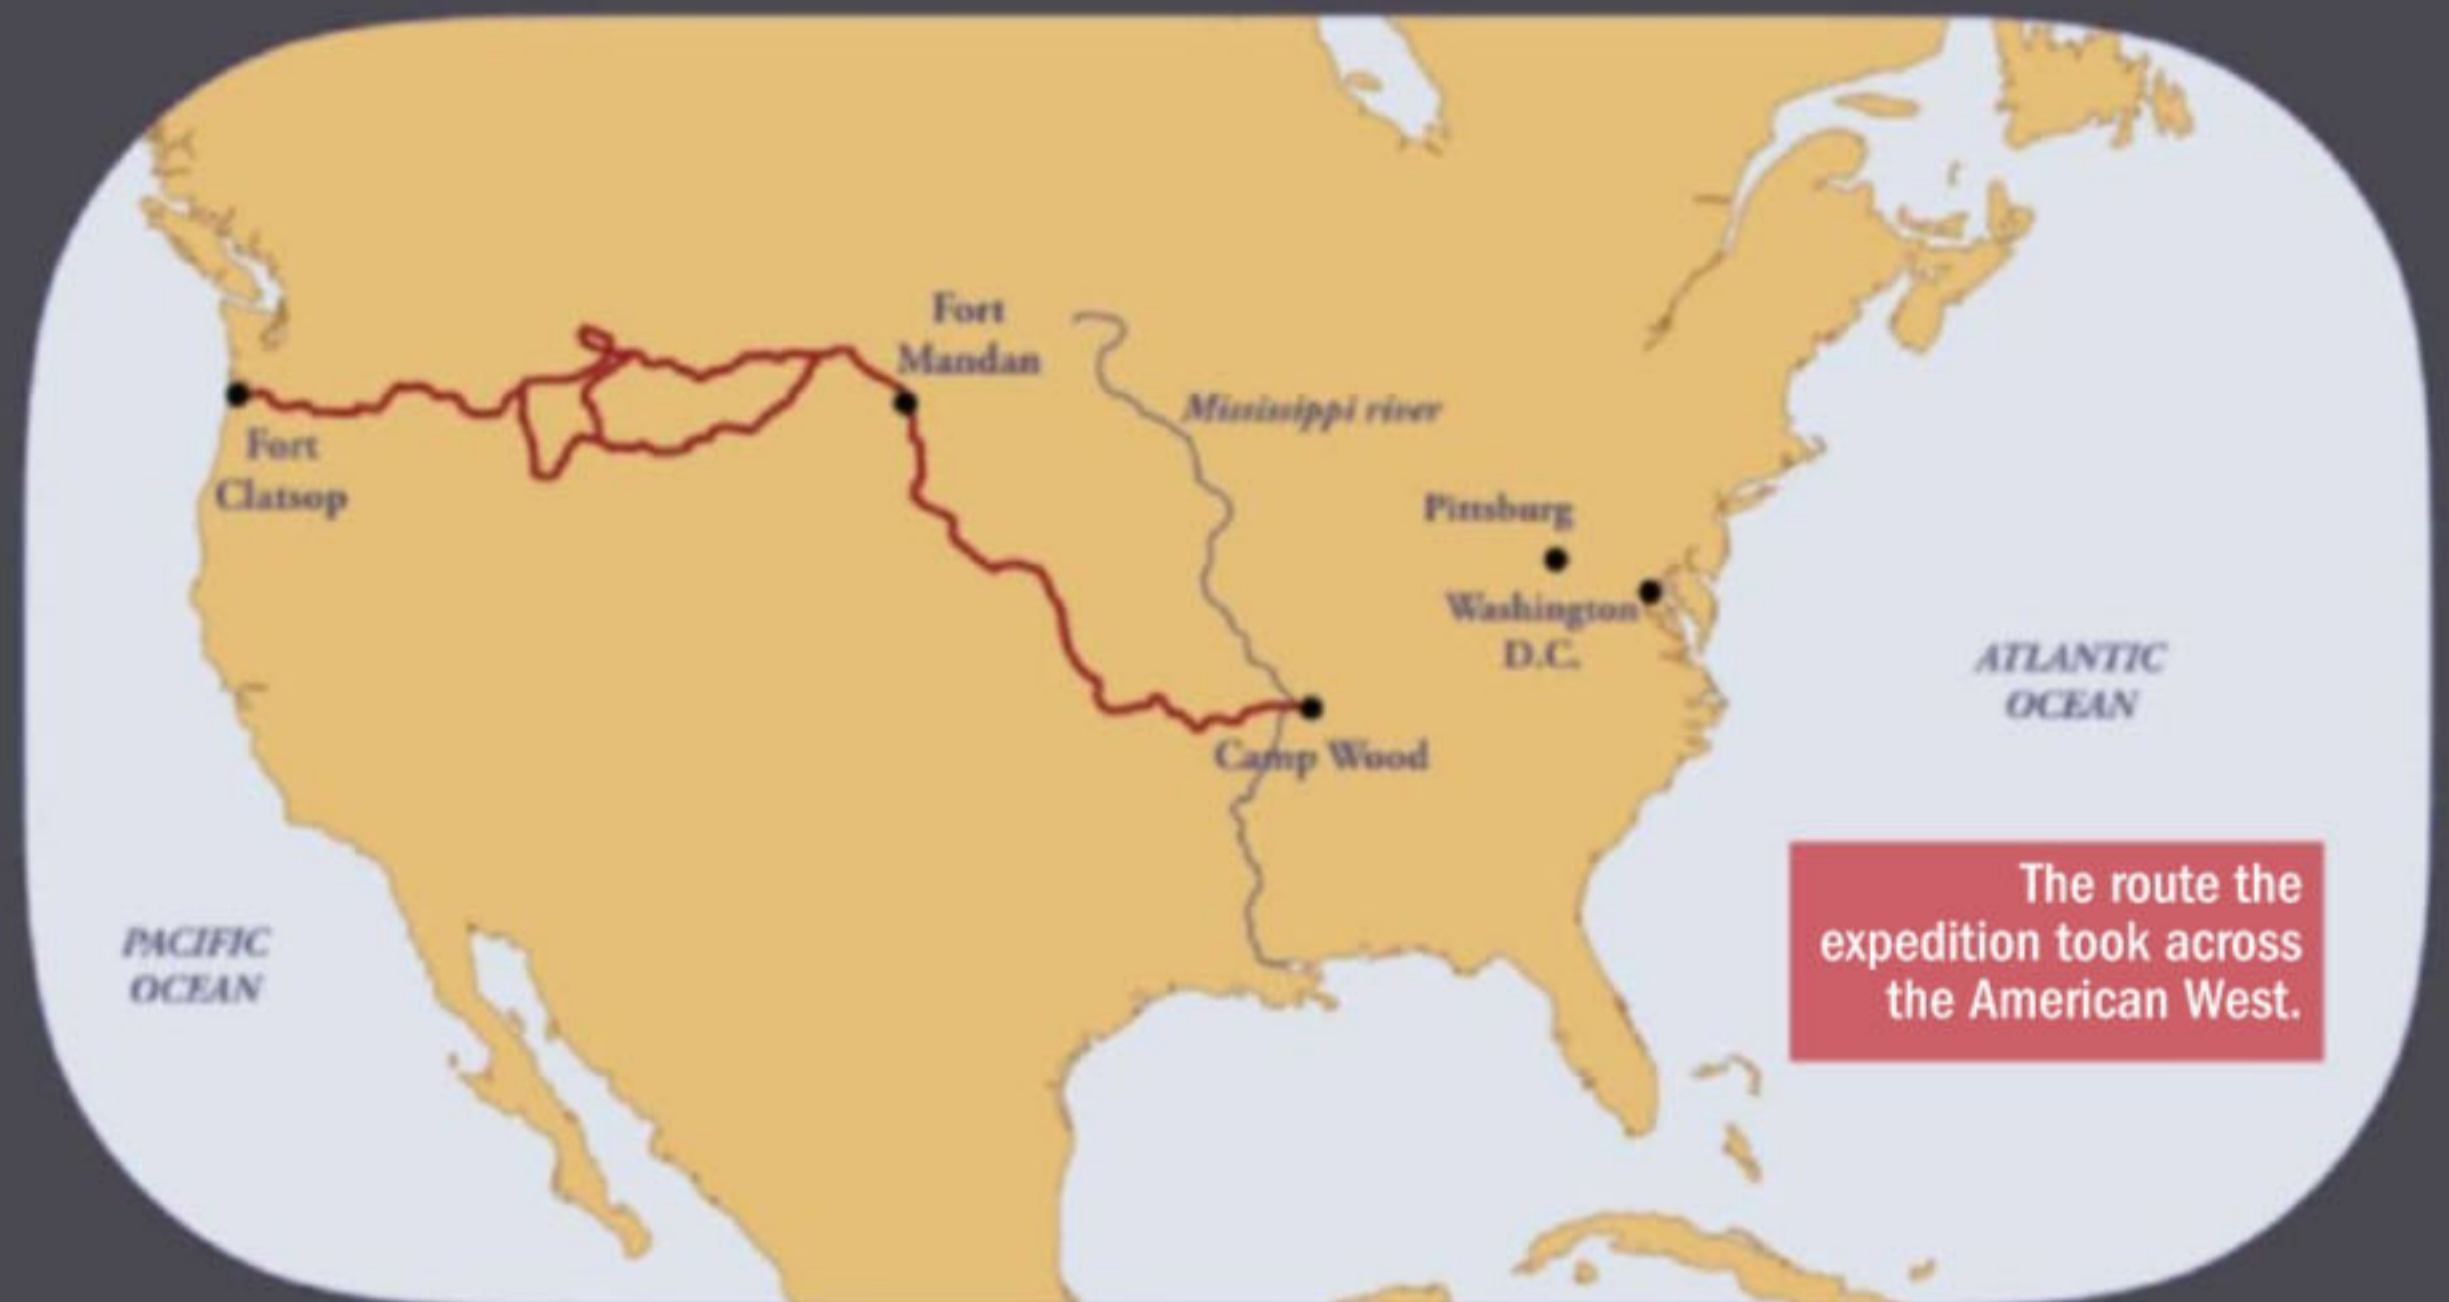 Fort
Mandan
Mississippi river
Fort
Clatsop
Pittsburg
Washington
D.C.
Camp Wood
ATLANTIC
OCEAN
PACIFIC
OCEAN
The route the
expedition took across
the American West.